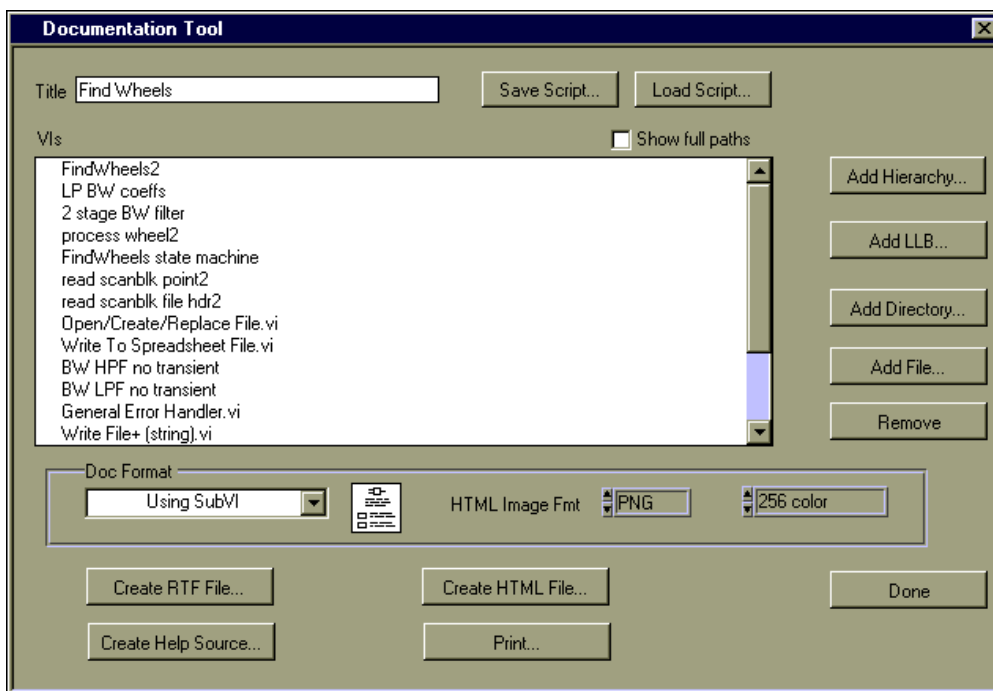 Documentation Tool
Title Find Wheels Save Script... Load Script...
VIs Show full paths
FindWheels2
LP BW coeffs
2 stage BW filter
process wheel2
FindWheels state machine
read scanblk point2
read scanblk file hdr2
Open/Create/Replace File.vi
Write To Spreadsheet File.vi
BW HPF no transient
BW LPF no transient
General Error Handler.vi
Write File+ (string).vi
Add Hierarchy...
Add LLB...
Add Directory...
Add File...
Remove
Doc Format
Using SubVI HTML Image Fmt PNG 256 color
Create RTF File... Create HTML File... Done
Create Help Source... Print...